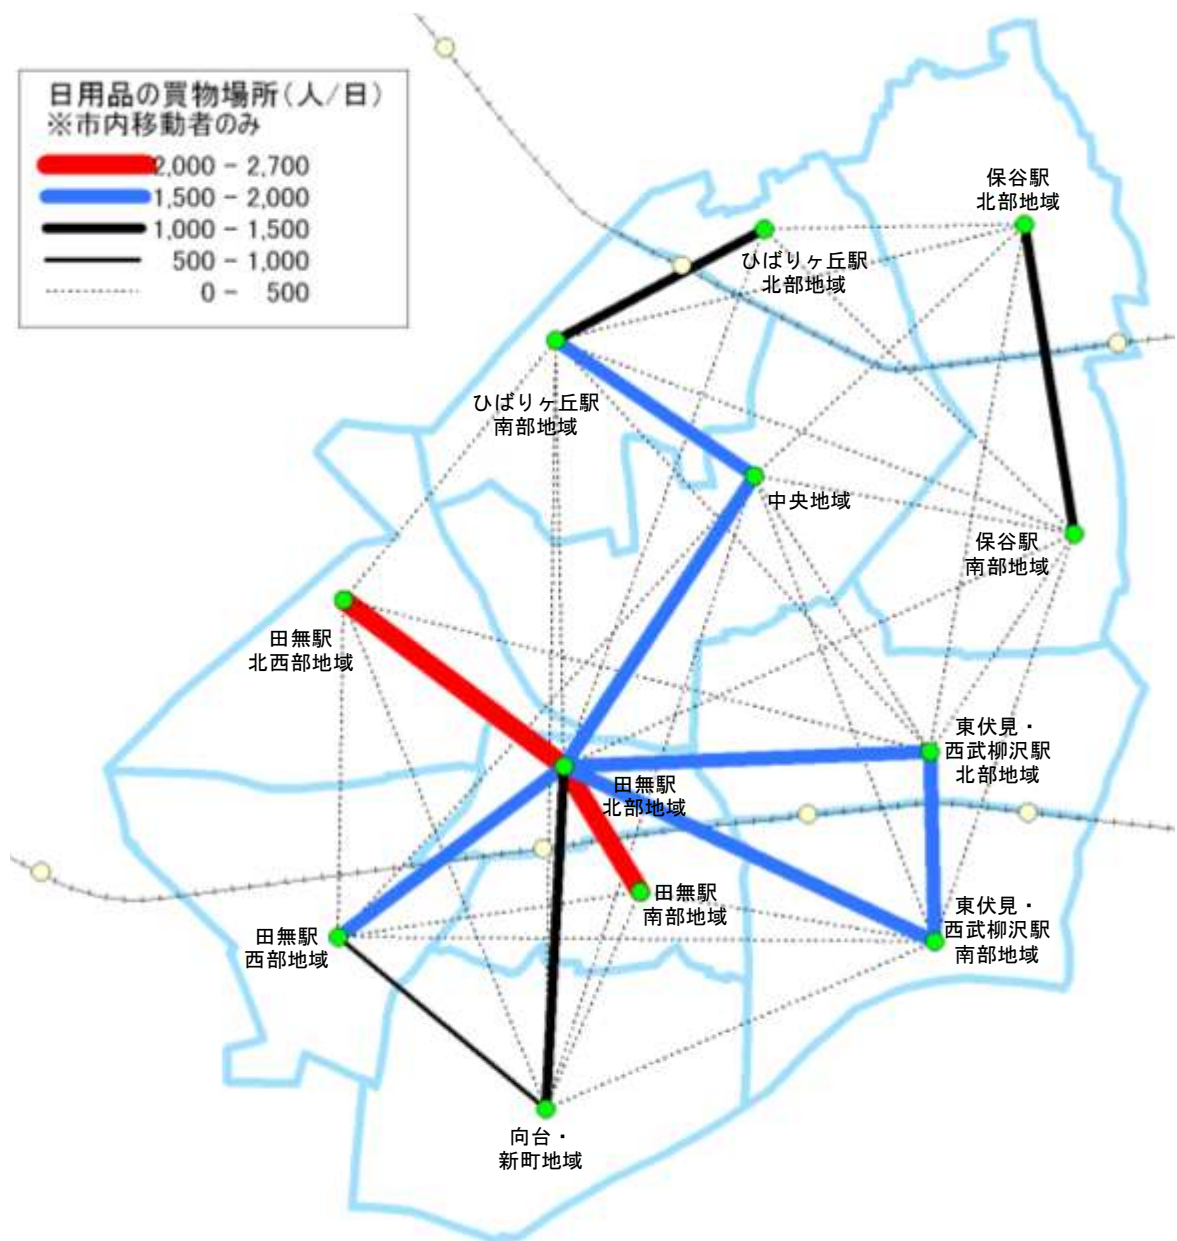 日用品の買物場所(人/日)
※市内移動者のみ
2,000 - 2,700
1,500 - 2,000
1,000 - 1,500
500 - 1,000
0 - 500
保谷駅
北部地域
ひばりヶ丘駅
北部地域
ひばりヶ丘駅
南部地域
中央地域
保谷駅
南部地域
田無駅
北西部地域
東伏見・
西武柳沢駅
北部地域
田無駅
北部地域
田無駅
南部地域
東伏見・
西武柳沢駅
南部地域
田無駅
西部地域
向台・
新町地域